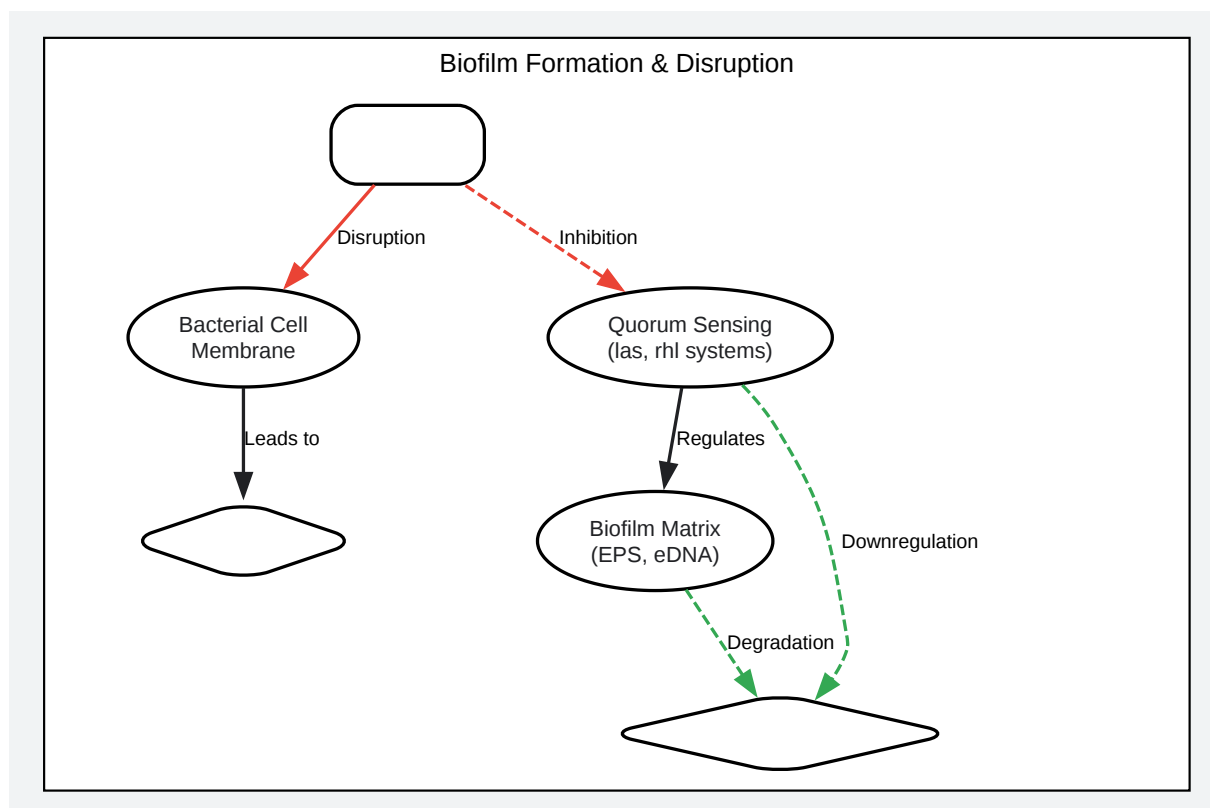 Biofilm Formation & Disruption
Disruption
Inhibition
Bacterial Cell
Membrane
Quorum Sensing
(las, rhl systems)
Leads to
Regulates
Biofilm Matrix
(EPS, eDNA)
Downregulation
Degradation